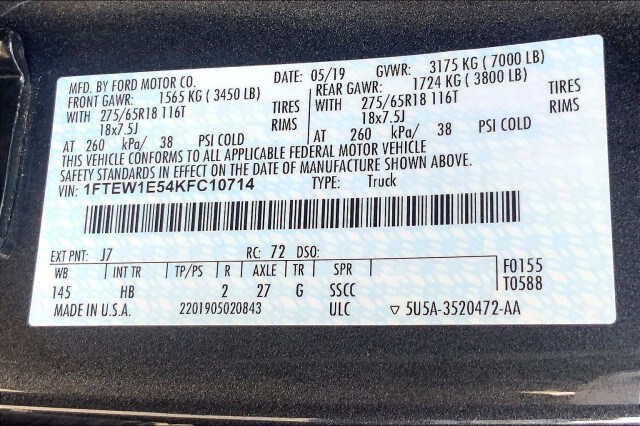 MFD. BY FORD MOTOR CO. DATE: 05/19 GVWR: 3175 KG ( 7000 LB)
FRONT GAWR: 1565 KG ( 3450 LB) REAR GAWR: 1724 KG ( 3800 LB)
WITH 275/65R18 116T TIRES WITH 275/65R18 116T TIRES
18x7.5J RIMS 18x7.5J RIMS
AT 260 kPa/ 38 PSI COLD AT 260 kPa/ 38 PSI COLD
THIS VEHICLE CONFORMS TO ALL APPLICABLE FEDERAL MOTOR VEHICLE
SAFETY STANDARDS IN EFFECT ON THE DATE OF MANUFACTURE SHOWN ABOVE.
VIN: 1FTEW1E54KFC10714 TYPE: Truck
EXT PNT: J7 RC: 72 DSO:
WB INT TR TP/PS R AXLE TR SPR F0155
145 HB 2 27 G SSCC T0588
MADE IN U.S.A. 2201905020843 ULC ▽ 5U5A-3520472-AA